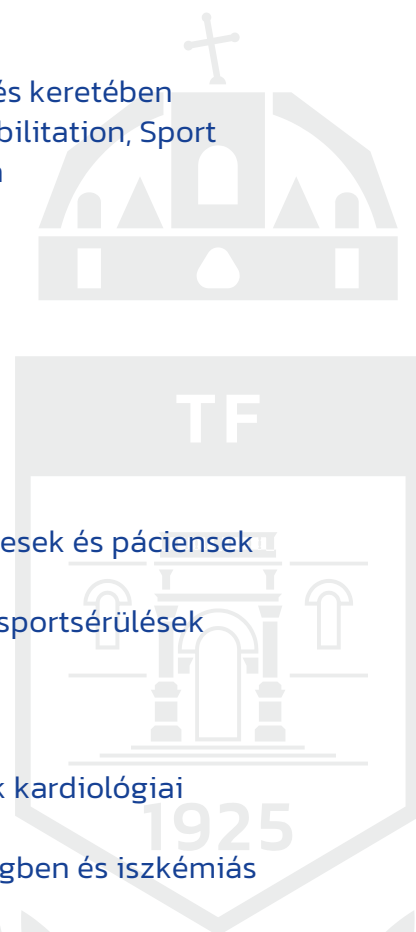 és keretében
bilitation, Sport
TF
esek és páciensek
sportsérülések
k kardiológiai
1925
gben és iszkémiás